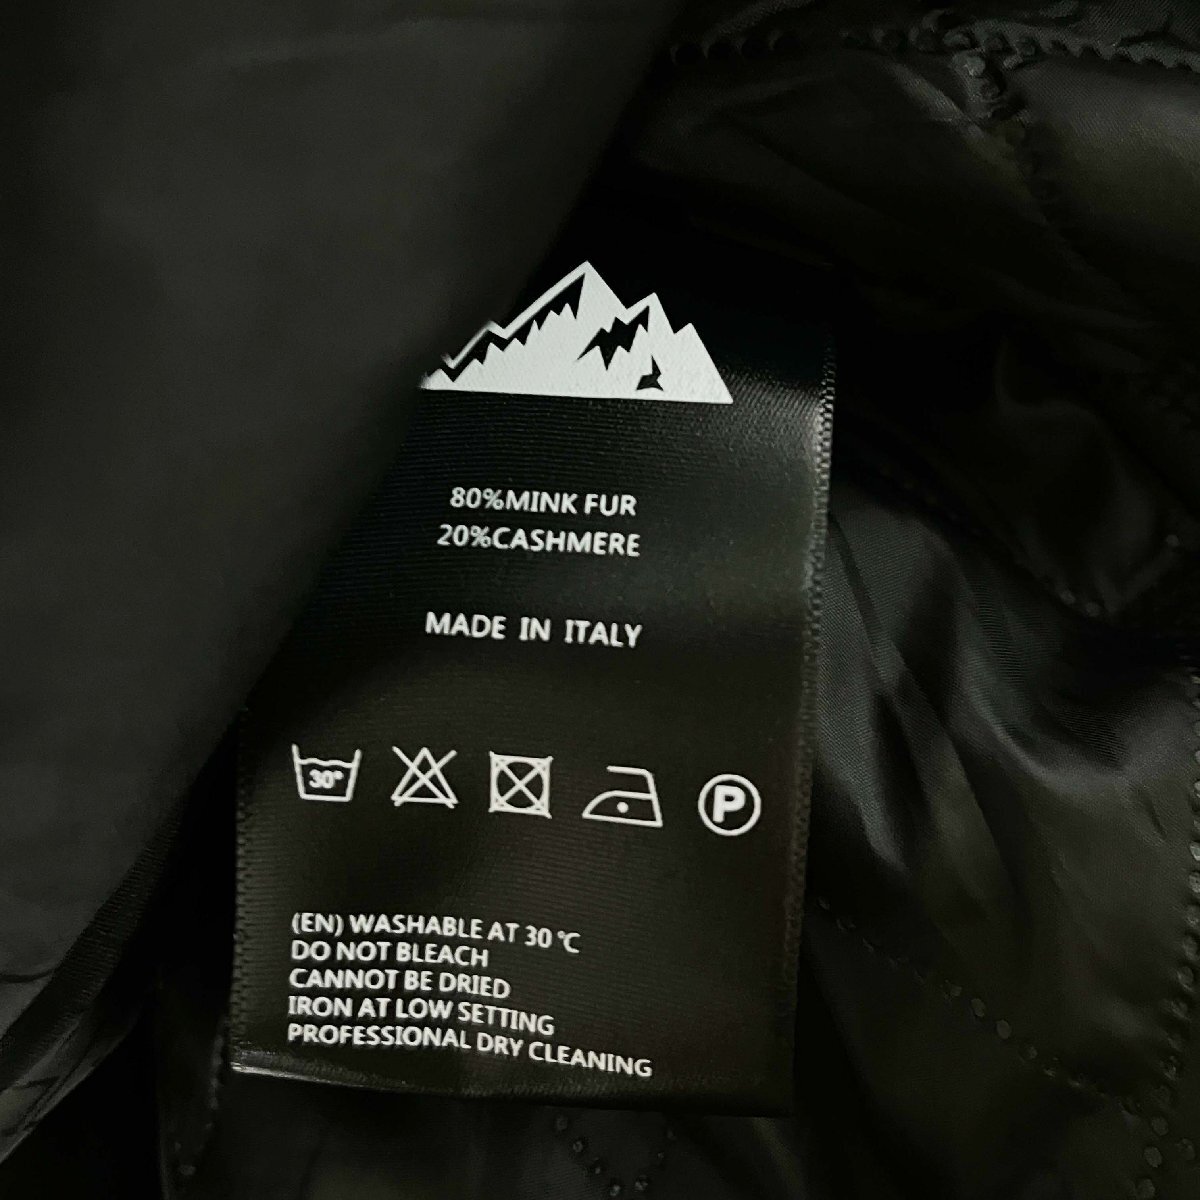 80%MINK FUR
20%CASHMERE
MADE IN ITALY
30°
P
(EN) WASHABLE AT 30 ℃
DO NOT BLEACH
CANNOT BE DRIED
IRON AT LOW SETTING
PROFESSIONAL DRY CLEANING